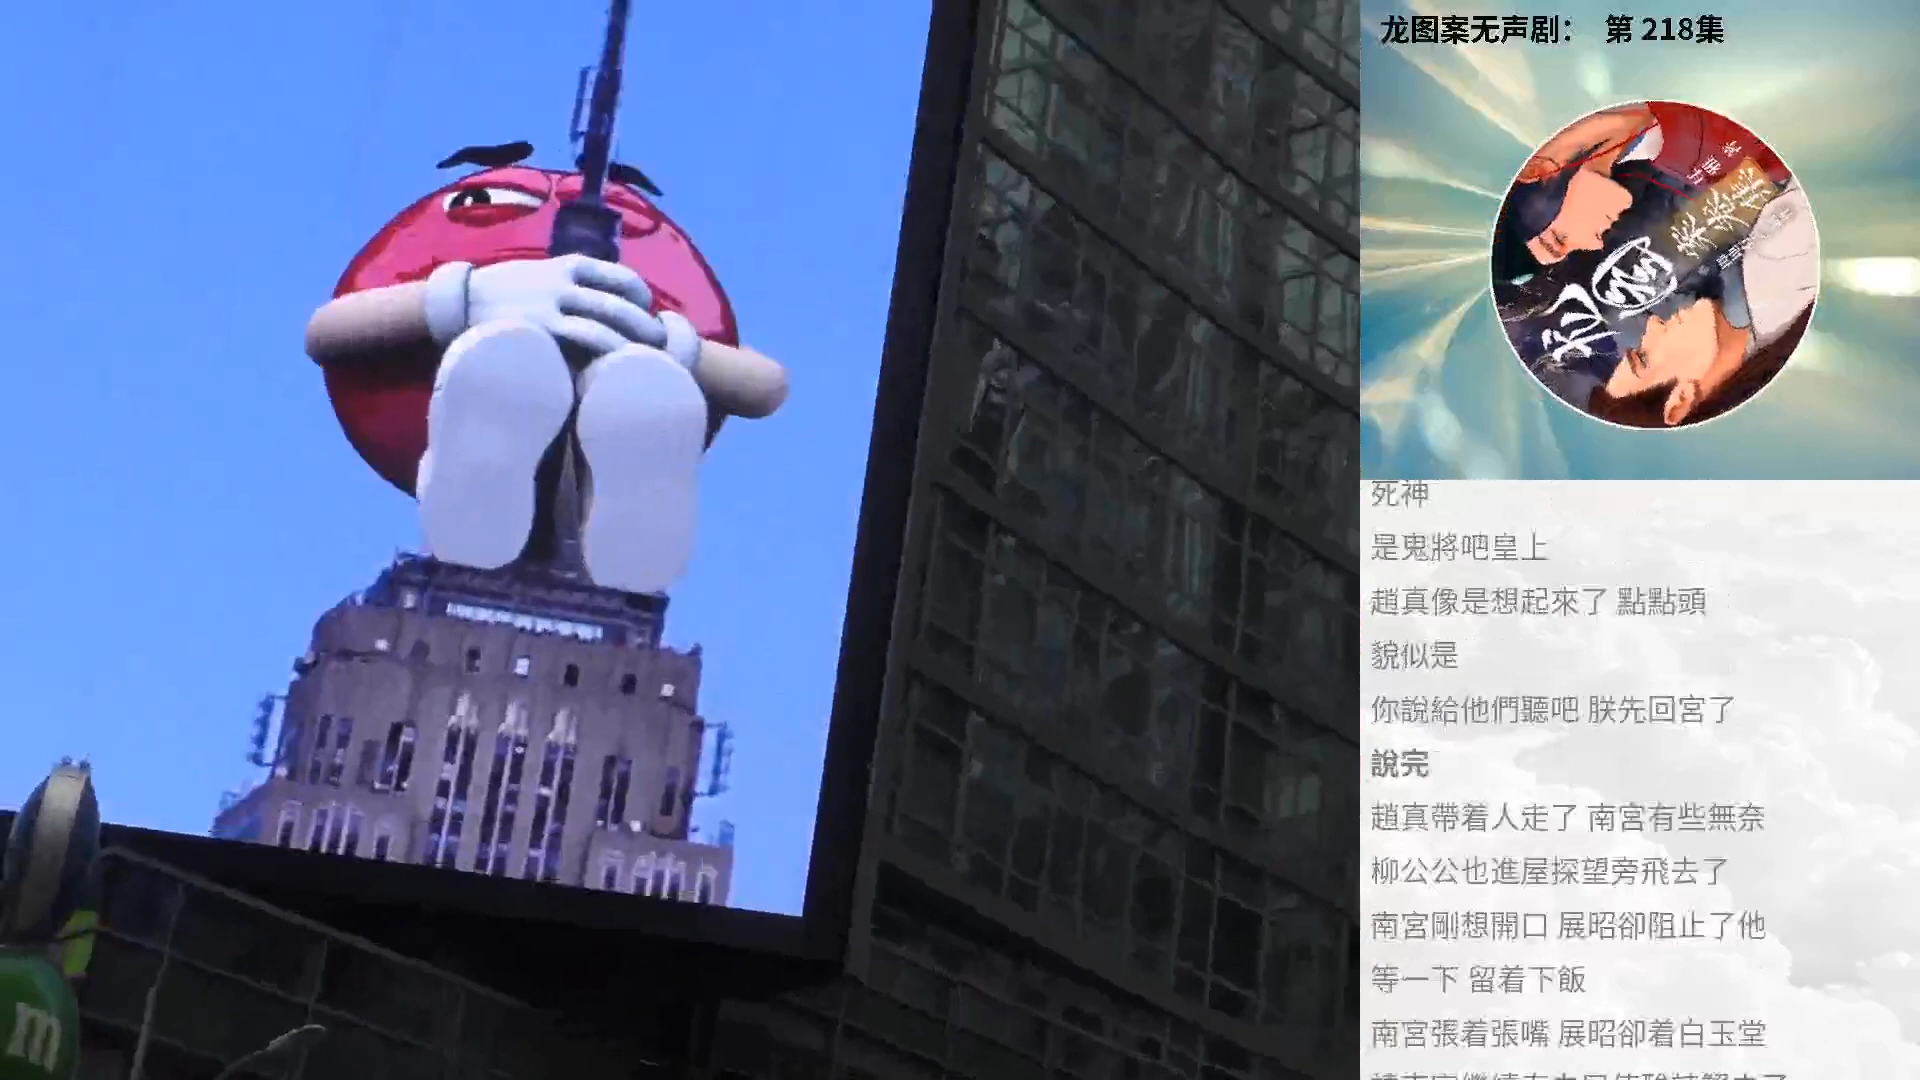 龙图案无声剧： 第 218集
死神
是鬼將吧皇上
趙真像是想起來了 點點頭
貌似是
你說給他們聽吧 朕先回宮了
說完
趙真帶着人走了 南宮有些無奈
柳公公也進屋探望旁飛去了
南宮剛想開口 展昭卻阻止了他
等一下 留着下飯
南宮張着張嘴 展昭卻着白玉堂
m